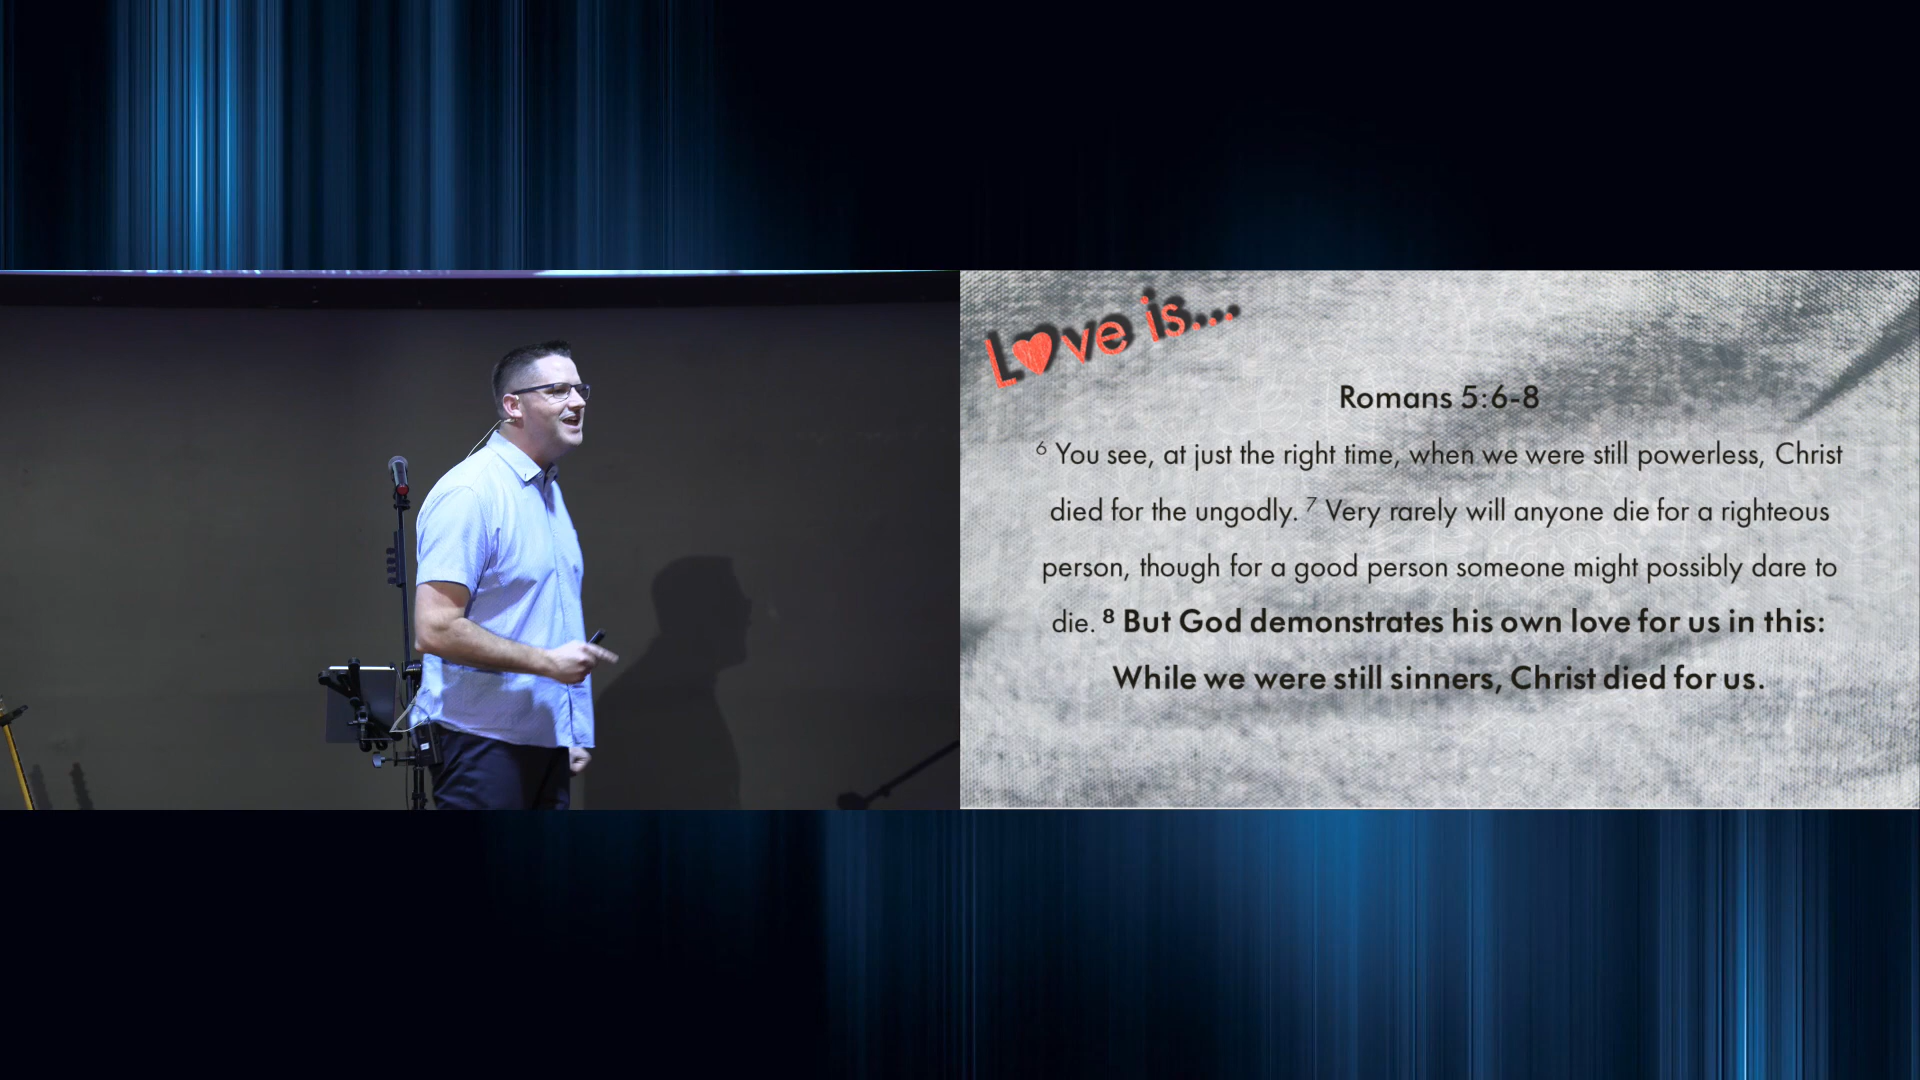 Love is...
Romans 5:6-8
6 You see, at just the right time, when we were still powerless, Christ
died for the ungodly. 7 Very rarely will anyone die for a righteous
person, though for a good person someone might possibly dare to
die. 8 But God demonstrates his own love for us in this:
While we were still sinners, Christ died for us.